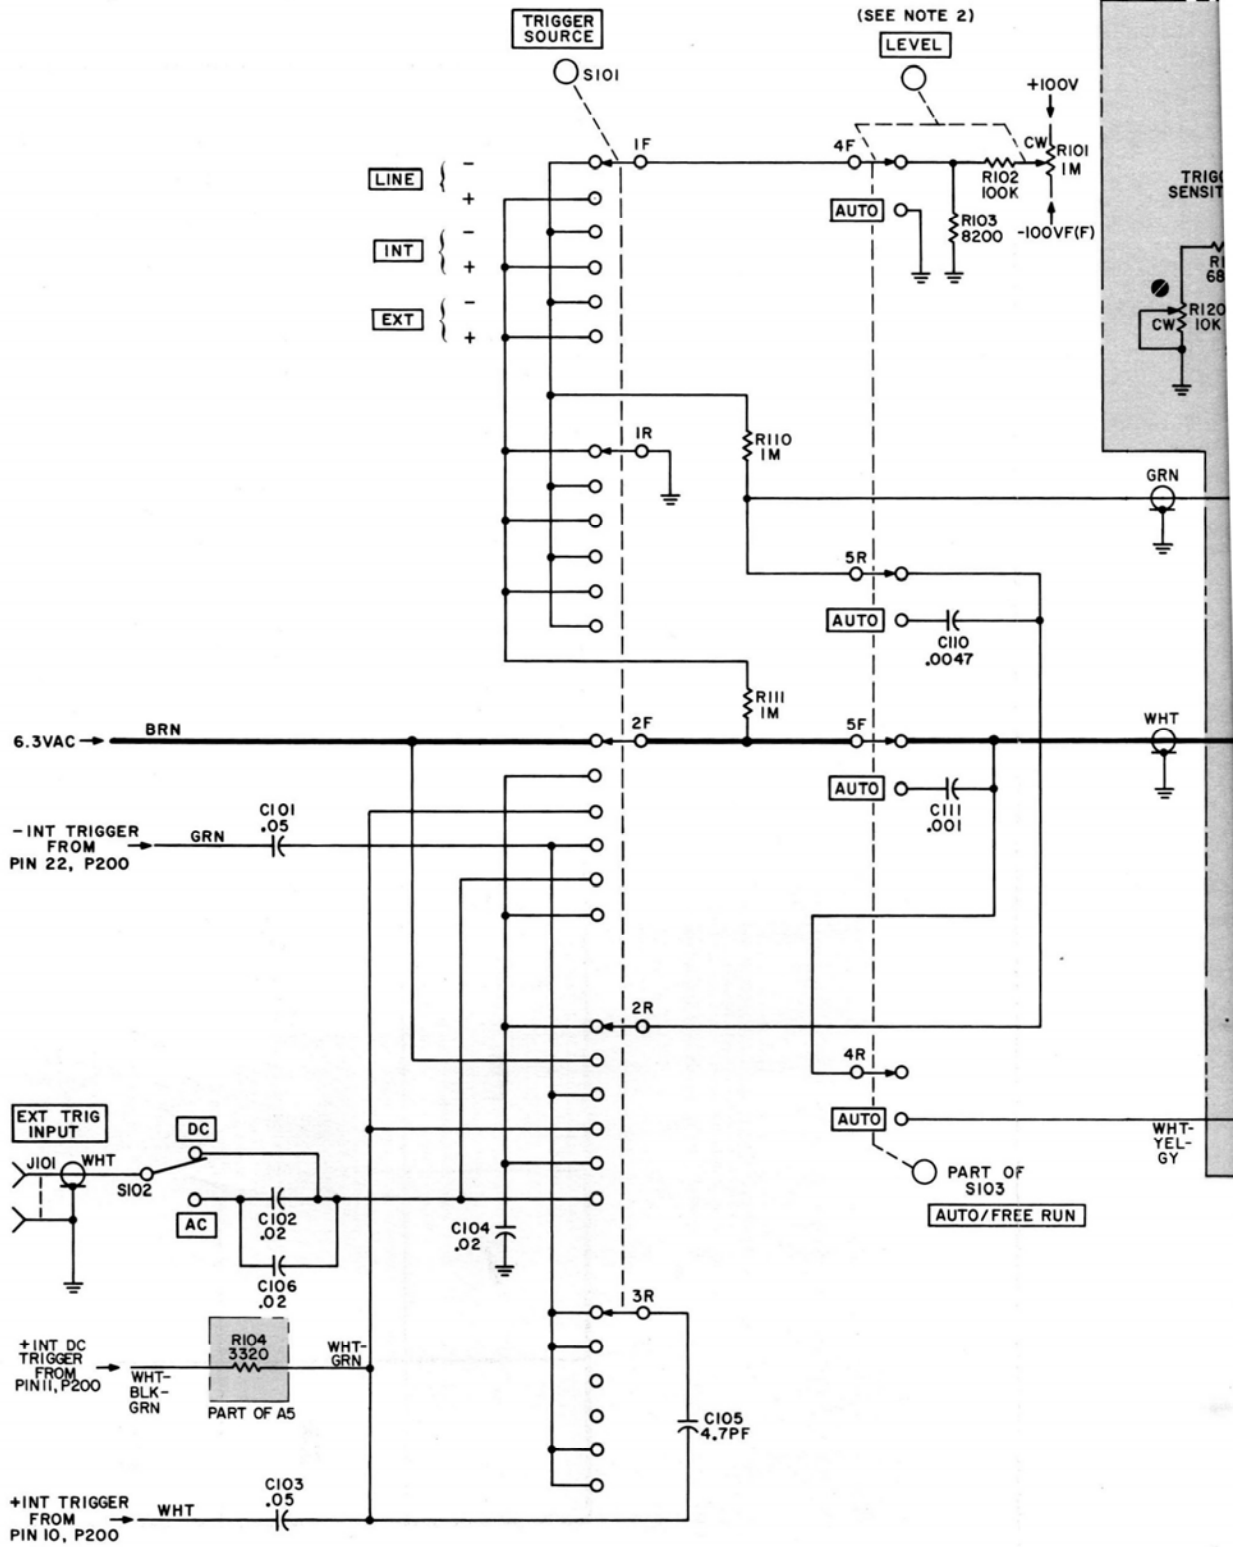 TRIGGER
SOURCE
S101
(SEE NOTE 2)
LEVEL
+100V
1F
4F
CW
R101
1M
LINE
-
+
R102
100K
AUTO
R103
8200
-100VF(F)
INT
-
+
EXT
-
+
R120
10K
CW
1R
R110
1M
GRN
5R
AUTO
C110
.0047
R111
1M
6.3VAC
BRN
2F
5F
WHT
AUTO
C111
.001
-INT TRIGGER
FROM
PIN 22, P200
GRN
C101
.05
2R
4R
AUTO
WHT-
YEL-
GY
EXT TRIG
INPUT
DC
J101
WHT
S102
AC
C102
.02
C106
.02
C104
.02
PART OF
S103
AUTO/FREE RUN
3R
+INT DC
TRIGGER
FROM
PIN11, P200
WHT-
BLK-
GRN
R104
3320
PART OF A5
WHT-
GRN
C105
4.7PF
+INT TRIGGER
FROM
PIN 10, P200
WHT
C103
.05